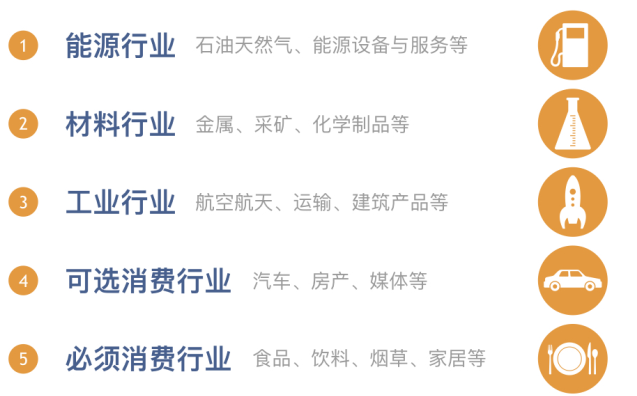 1 能源行业 石油天然气、能源设备与服务等
2 材料行业 金属、采矿、化学制品等
3 工业行业 航空航天、运输、建筑产品等
4 可选消费行业 汽车、房产、媒体等
5 必须消费行业 食品、饮料、烟草、家居等